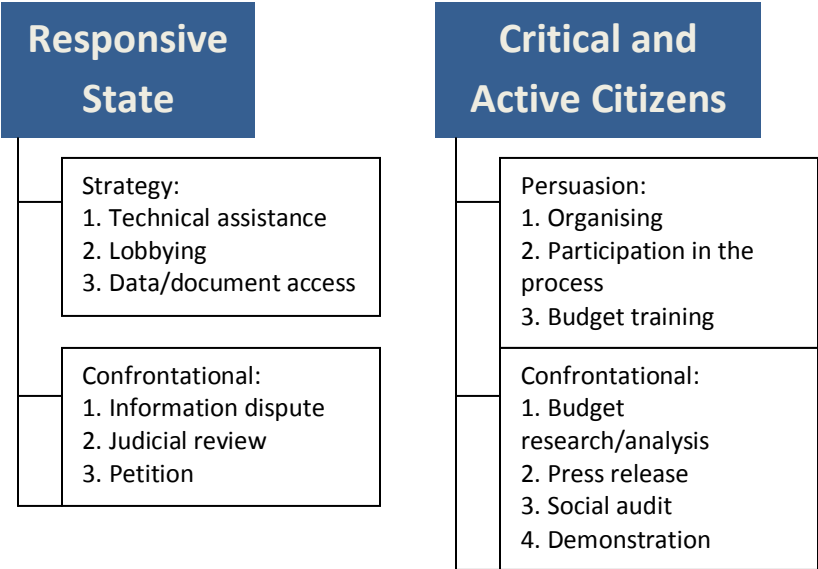 Responsive
State
Strategy:
1. Technical assistance
2. Lobbying
3. Data/document access
Confrontational:
1. Information dispute
2. Judicial review
3. Petition
Critical and
Active Citizens
Persuasion:
1. Organising
2. Participation in the
process
3. Budget training
Confrontational:
1. Budget
research/analysis
2. Press release
3. Social audit
4. Demonstration